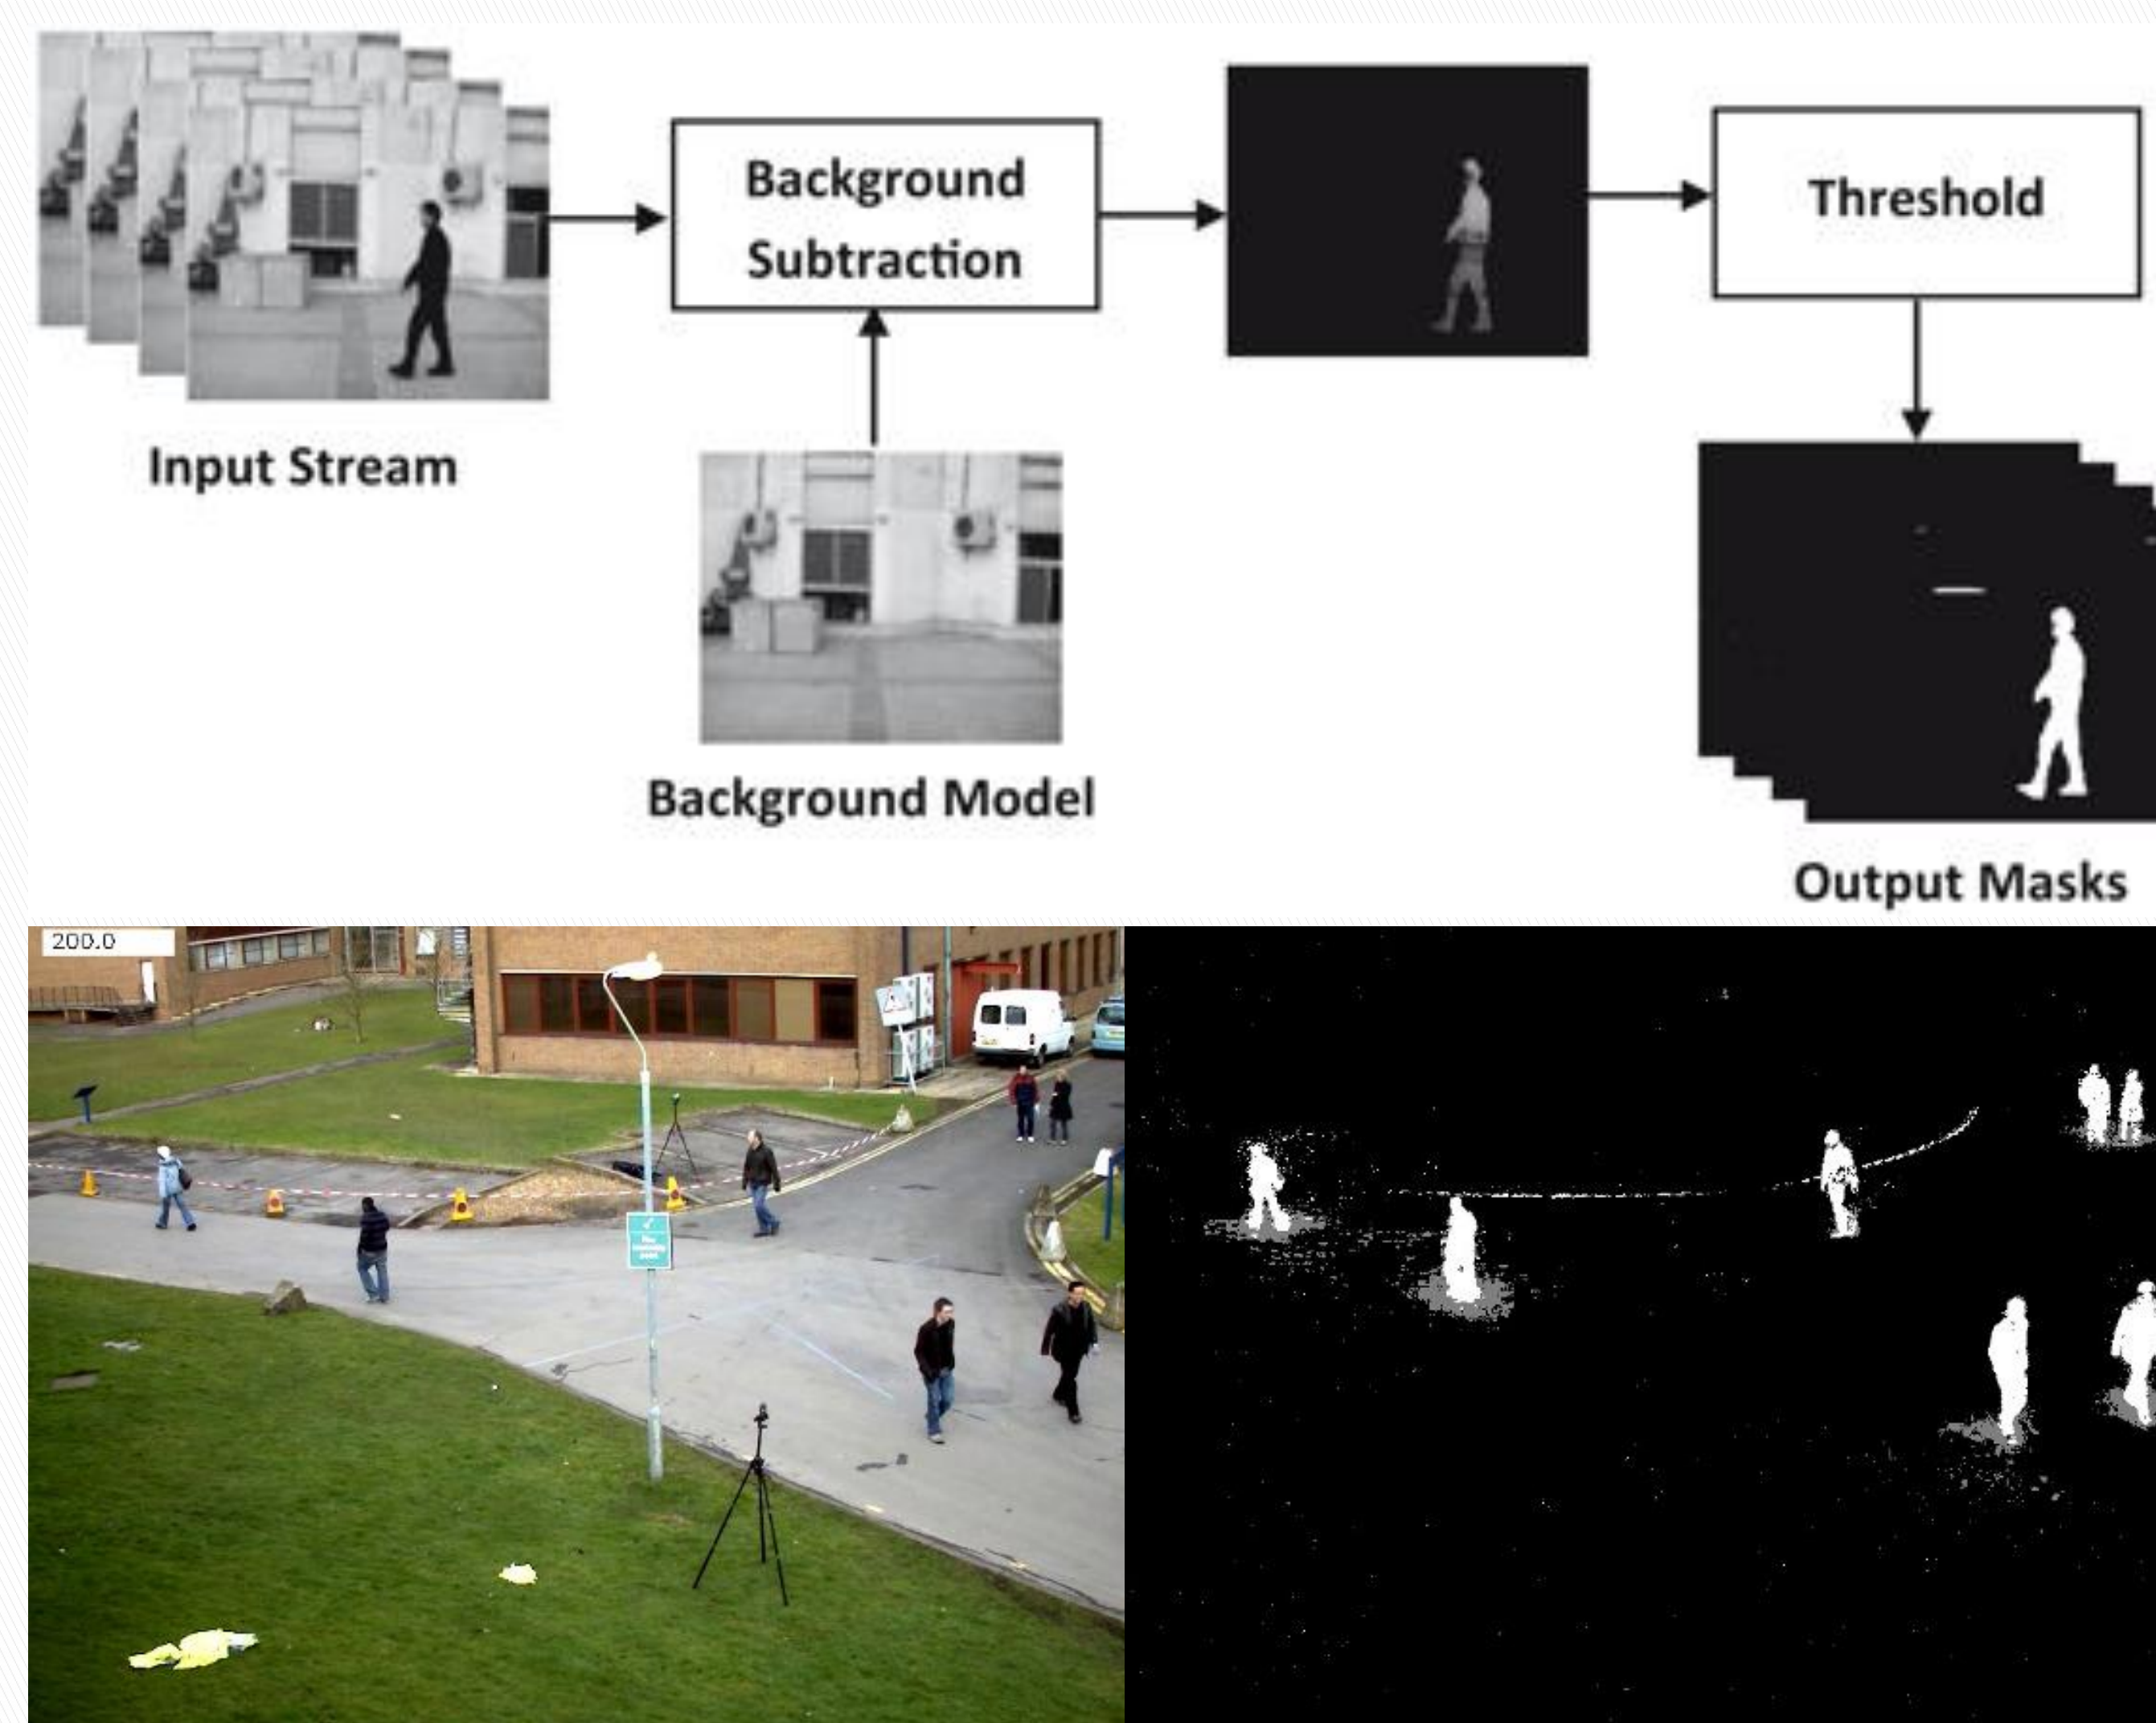 Background
Subtraction
Threshold
Input Stream
Background Model
Output Masks
200.0